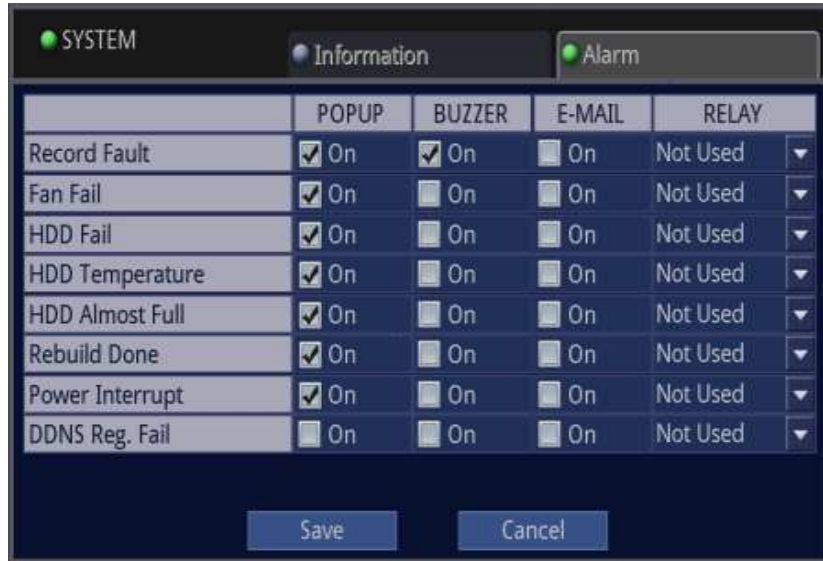 SYSTEM
Information
Alarm
POPUP BUZZER E-MAIL RELAY
Record Fault On On On Not Used
Fan Fail On On On Not Used
HDD Fail On On On Not Used
HDD Temperature On On On Not Used
HDD Almost Full On On On Not Used
Rebuild Done On On On Not Used
Power Interrupt On On On Not Used
DDNS Reg. Fail On On On Not Used
Save Cancel